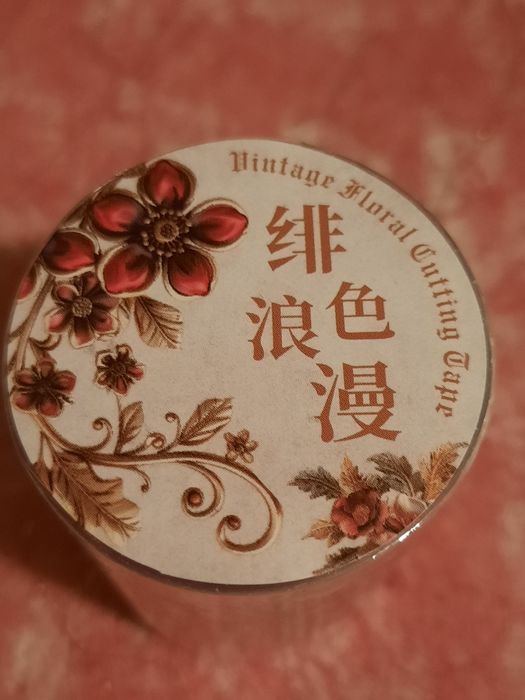 Vintage Floral Cutting Tape
绯色
浪漫